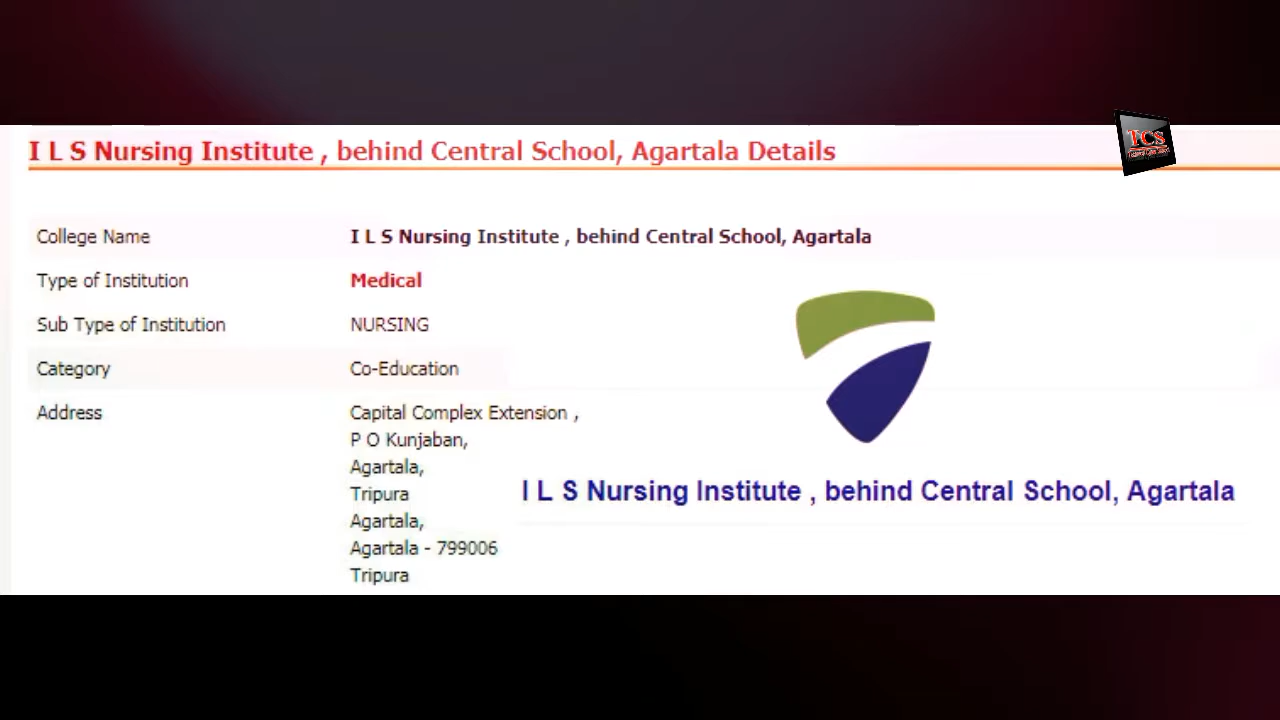 I L S Nursing Institute , behind Central School, Agartala Details
TCS
College Name I L S Nursing Institute , behind Central School, Agartala
Type of Institution Medical
Sub Type of Institution NURSING
Category Co-Education
Address Capital Complex Extension ,
P O Kunjaban,
Agartala,
Tripura
Agartala,
Agartala - 799006
Tripura
I L S Nursing Institute , behind Central School, Agartala